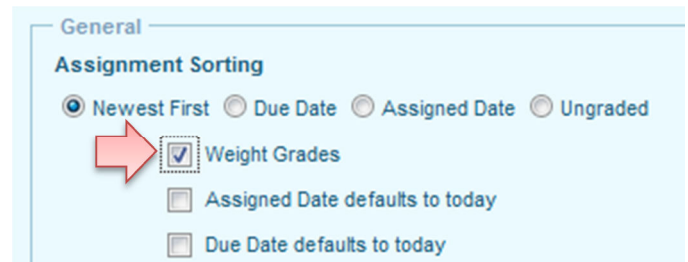 General
Assignment Sorting
Newest First Due Date Assigned Date Ungraded
Weight Grades
Assigned Date defaults to today
Due Date defaults to today